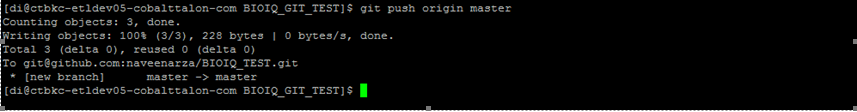 [di@ctbkc-etldev05-cobalttalon-com BIOIQ_GIT_TEST]$ git push origin master
Counting objects: 3, done.
Writing objects: 100% (3/3), 228 bytes | 0 bytes/s, done.
Total 3 (delta 0), reused 0 (delta 0)
To git@github.com:naveenarza/BIOIQ_TEST.git
 * [new branch]      master -> master
[di@ctbkc-etldev05-cobalttalon-com BIOIQ_GIT_TEST]$